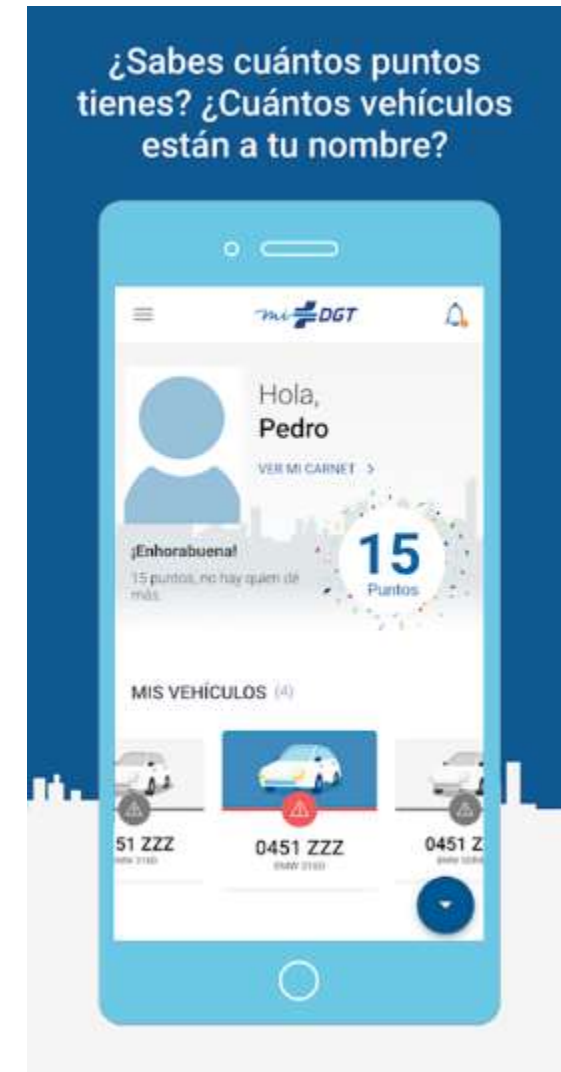 ¿Sabes cuántos puntos
tienes? ¿Cuántos vehículos
están a tu nombre?
mi DGT
Hola,
Pedro
VER MI CARNET >
¡Enhorabuena!
15 puntos, no hay quien dé
más.
15
Puntos
MIS VEHÍCULOS (4)
51 ZZZ
0451 ZZZ
0451 Z